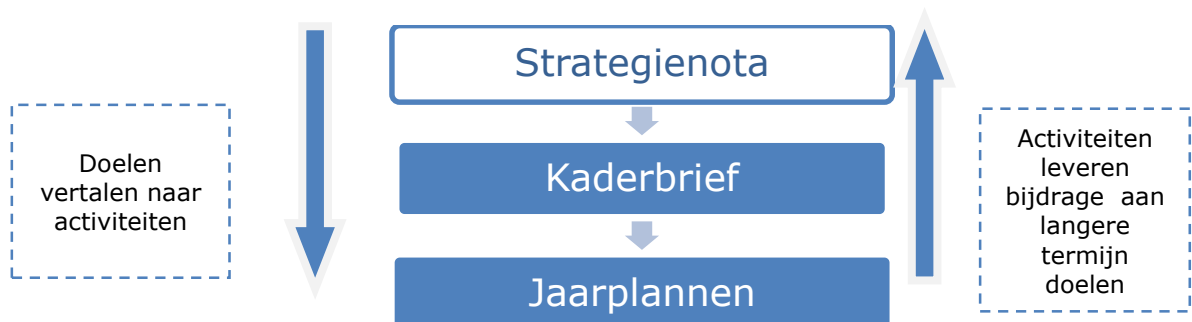 Strategienota
Kaderbrief
Jaarplannen
Doelen
vertalen naar
activiteiten
Activiteiten
leveren
bijdrage aan
langere
termijn
doelen